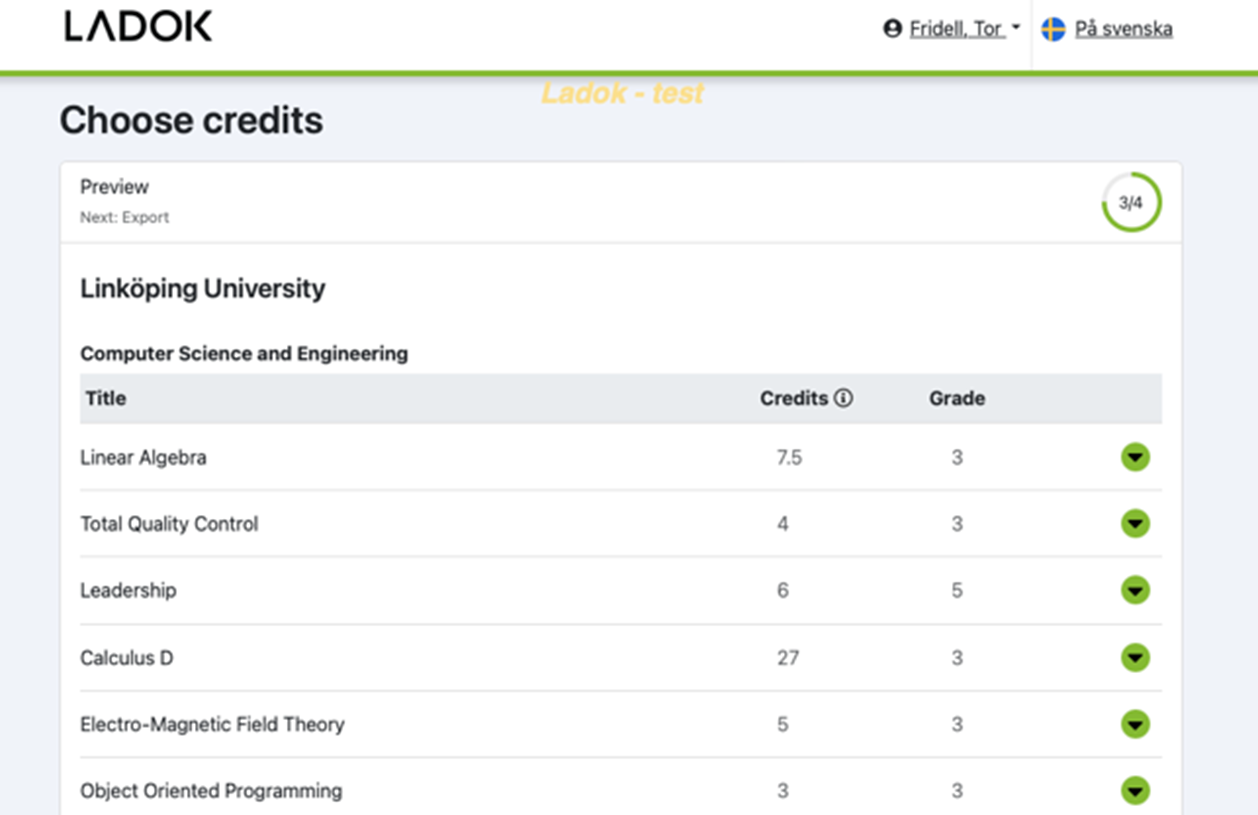 LADOK
Fridell, Tor
På svenska
Ladok - test
Choose credits
Preview
Next: Export
3/4
Linköping University
Computer Science and Engineering
Title Credits Grade
Linear Algebra 7.5 3
Total Quality Control 4 3
Leadership 6 5
Calculus D 27 3
Electro-Magnetic Field Theory 5 3
Object Oriented Programming 3 3